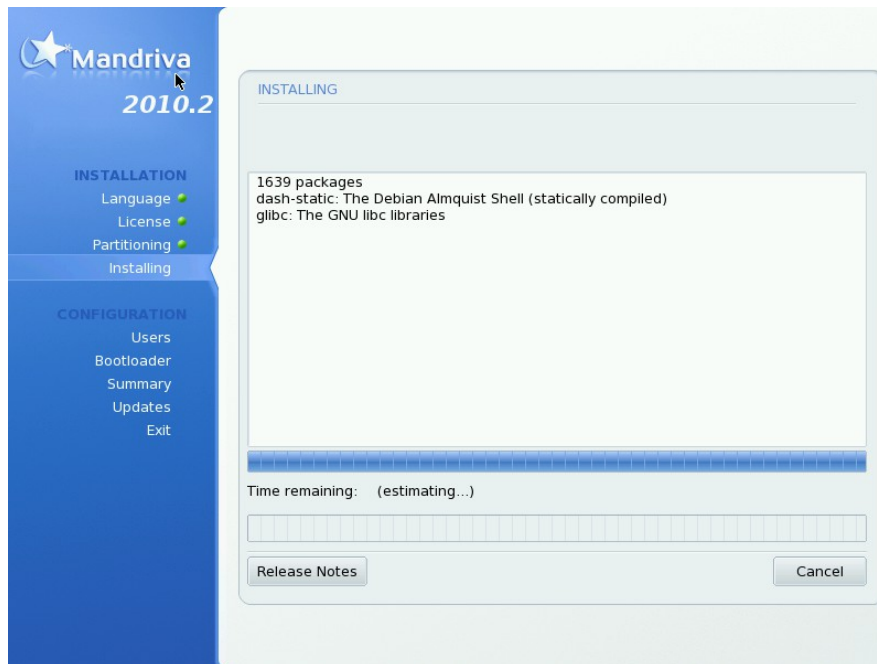 Mandriva
2010.2
INSTALLATION
Language
License
Partitioning
Installing
CONFIGURATION
Users
Bootloader
Summary
Updates
Exit
INSTALLING
1639 packages
dash-static: The Debian Almquist Shell (statically compiled)
glibc: The GNU libc libraries
Time remaining: (estimating...)
Release Notes
Cancel